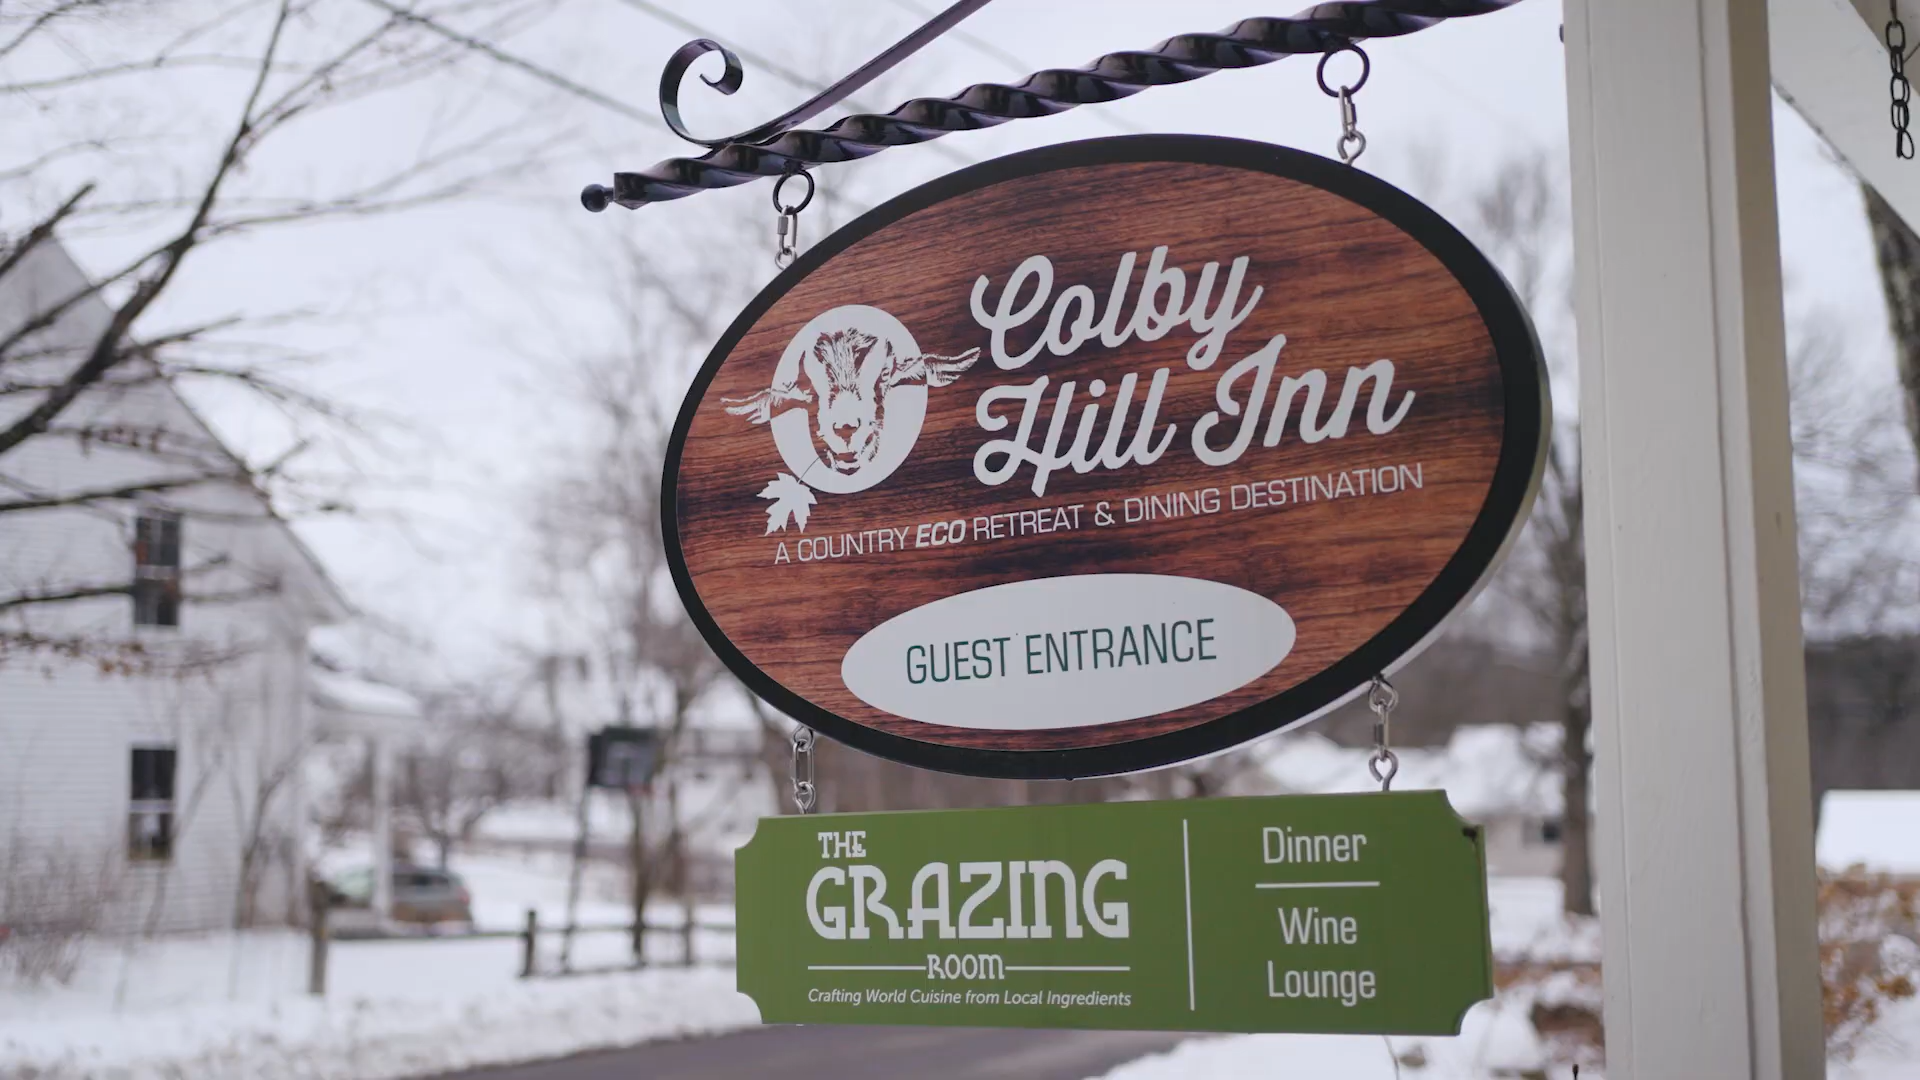 Colby
Hill Inn
A COUNTRY ECO RETREAT & DINING DESTINATION
GUEST ENTRANCE
THE
GRAZING
ROOM
Crafting World Cuisine from Local Ingredients
Dinner
Wine
Lounge